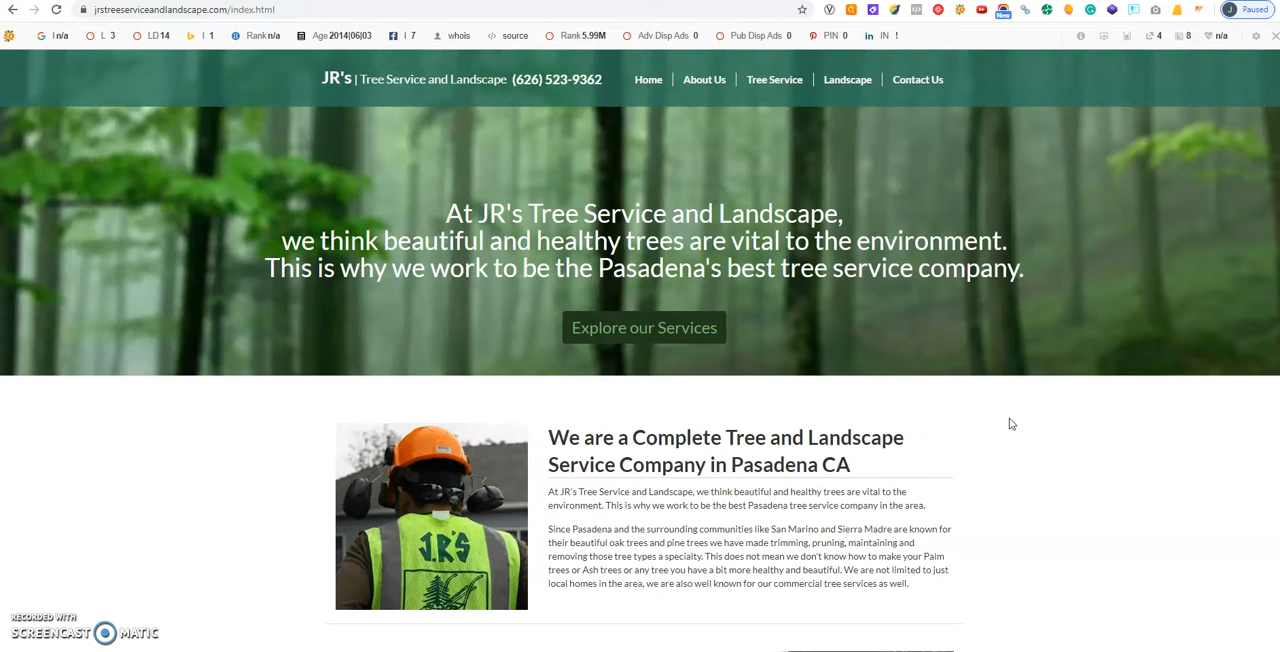 jrstreeserviceandlandscape.com/index.html
New
J Paused
I n/a L 3 LD 14 I 1 Rank n/a Age 2014|06|03 I 7 whois source Rank 5.99M Adv Disp Ads 0 Pub Disp Ads 0 PIN 0 IN ! 4 8 n/a
JR's | Tree Service and Landscape (626) 523-9362 Home About Us Tree Service Landscape Contact Us
At JR's Tree Service and Landscape,
we think beautiful and healthy trees are vital to the environment.
This is why we work to be the Pasadena's best tree service company.
Explore our Services
We are a Complete Tree and Landscape
Service Company in Pasadena CA
At JR's Tree Service and Landscape, we think beautiful and healthy trees are vital to the
environment. This is why we work to be the best Pasadena tree service company in the area.
Since Pasadena and the surrounding communities like San Marino and Sierra Madre are known for
their beautiful oak trees and pine trees we have made trimming, pruning, maintaining and
removing those tree types a specialty. This does not mean we don't know how to make your Palm
trees or Ash trees or any tree you have a bit more healthy and beautiful. We are not limited to just
local homes in the area, we are also well known for our commercial tree services as well.
J.R'S
RECORDED WITH
SCREENCAST MATIC